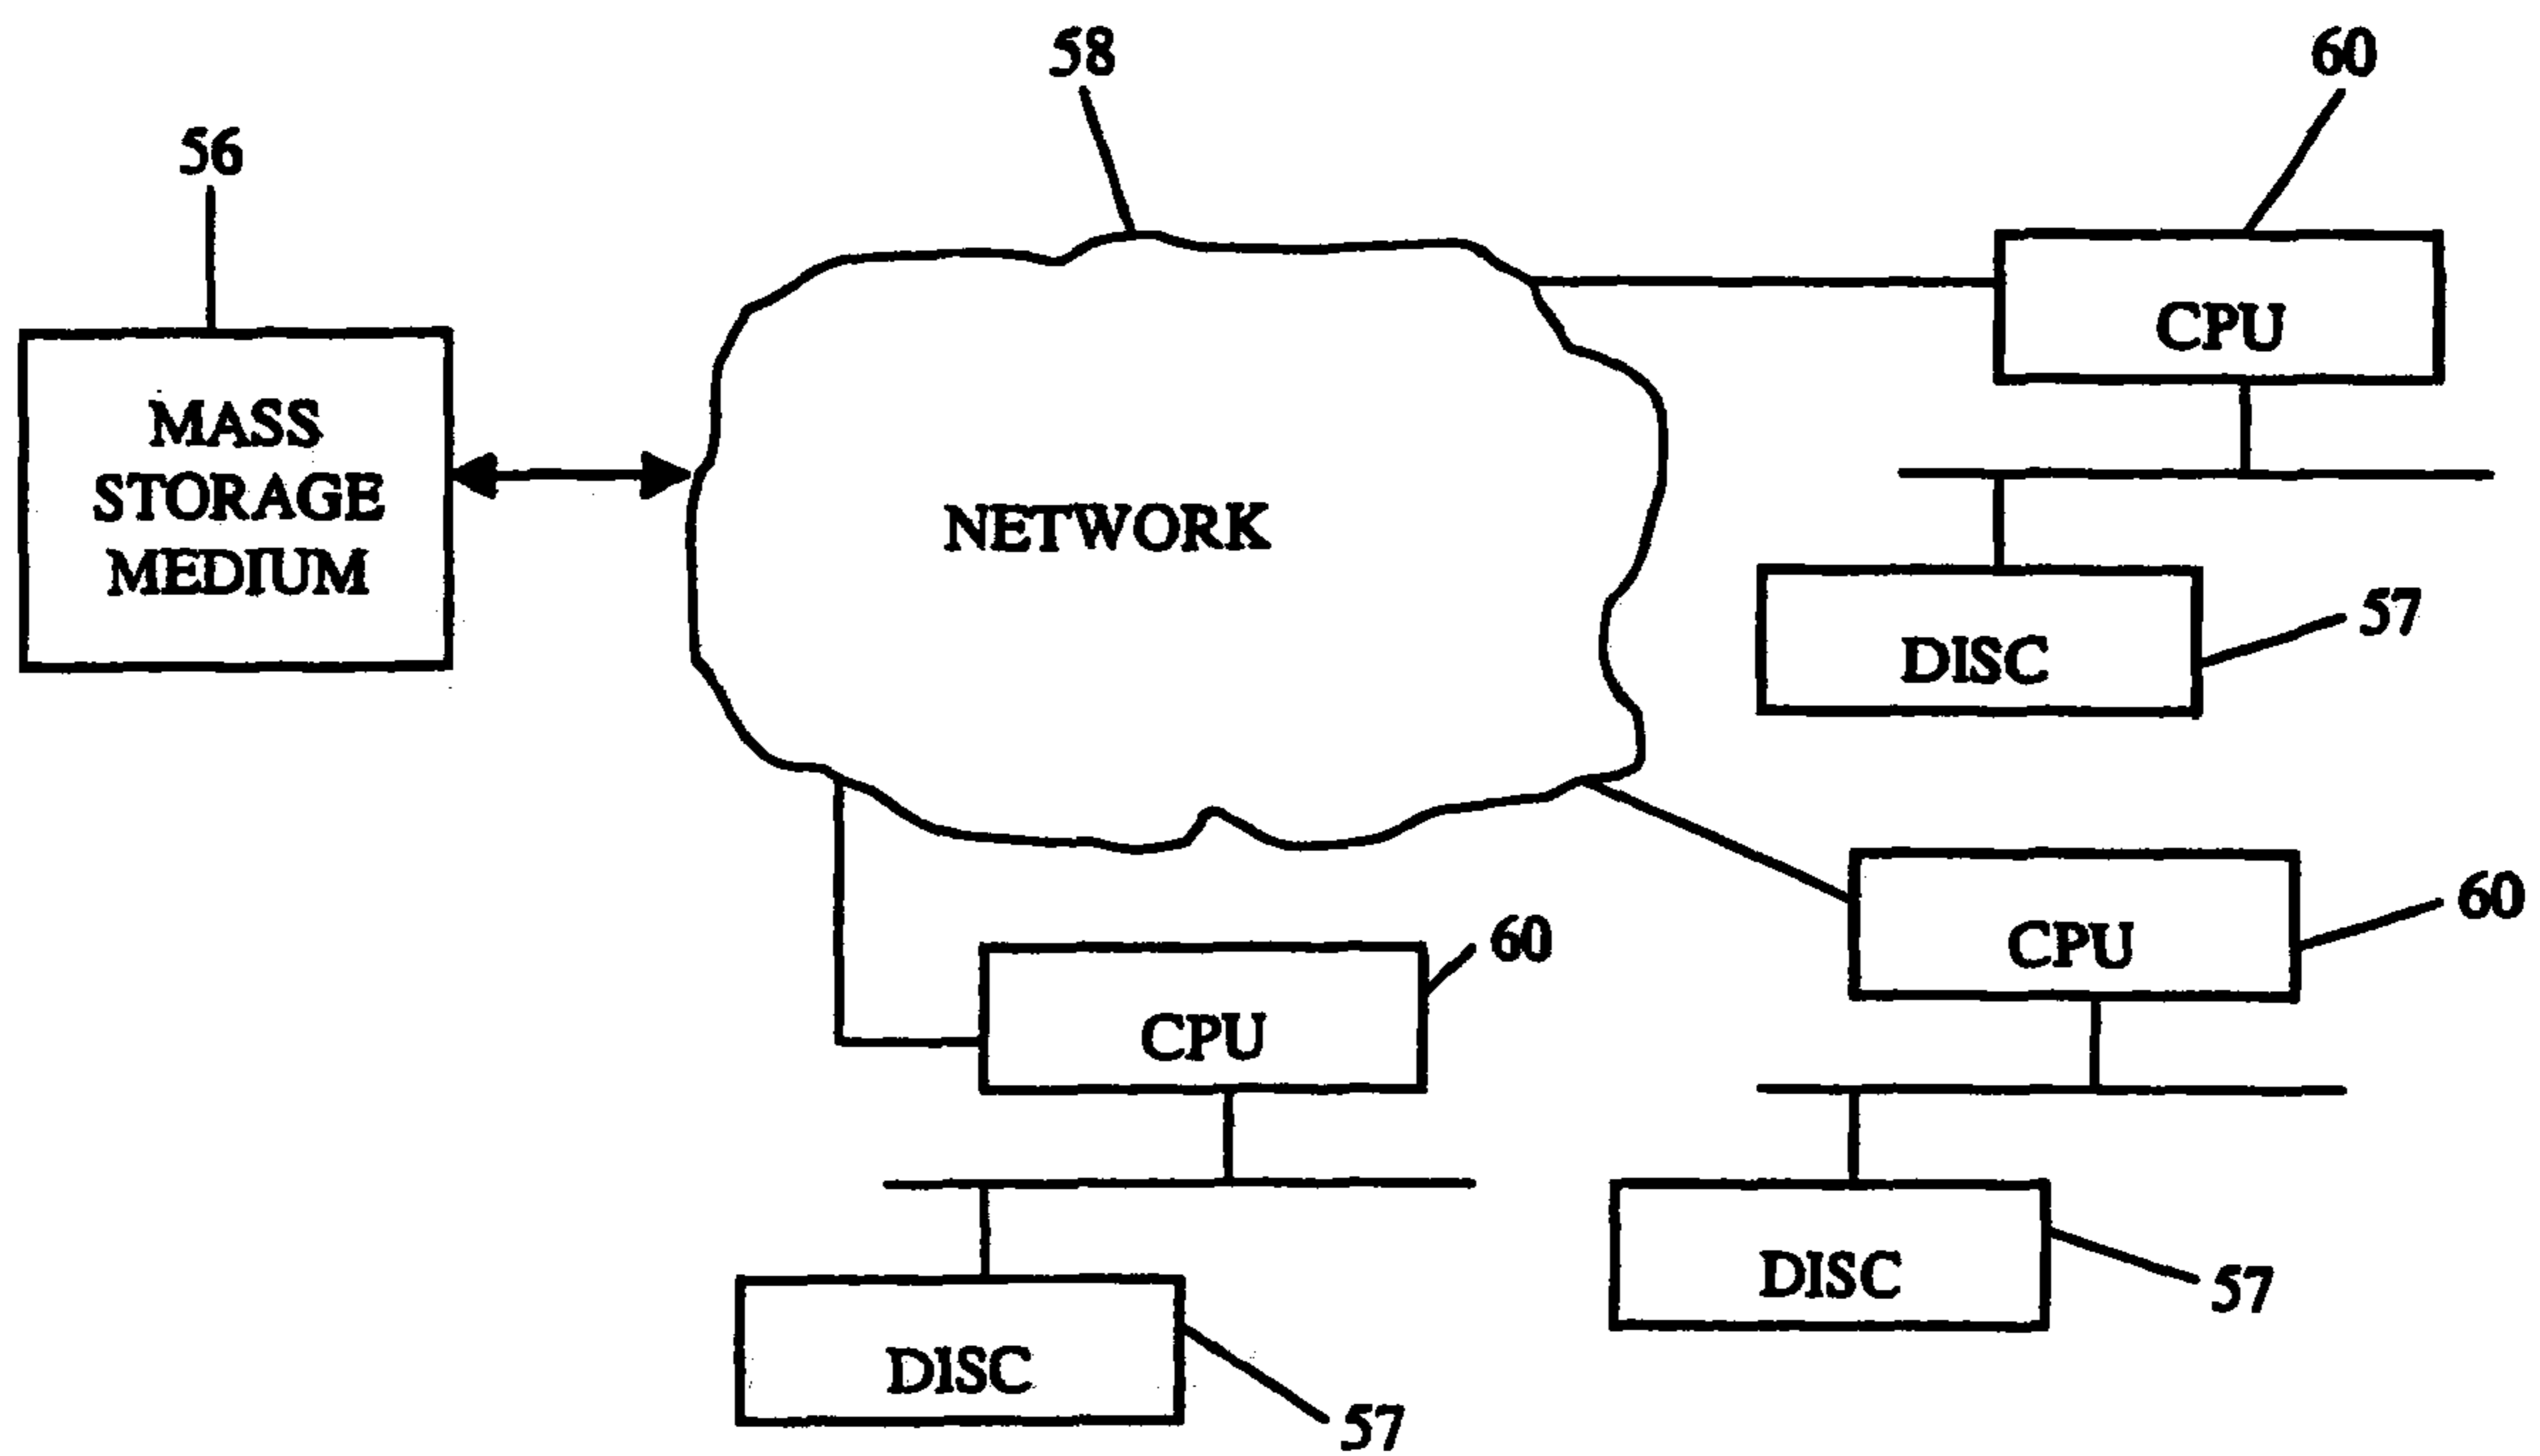 58
60
56
MASS
STORAGE
MEDIUM
NETWORK
CPU
57
DISC
60
CPU
60
CPU
DISC
57
DISC
57